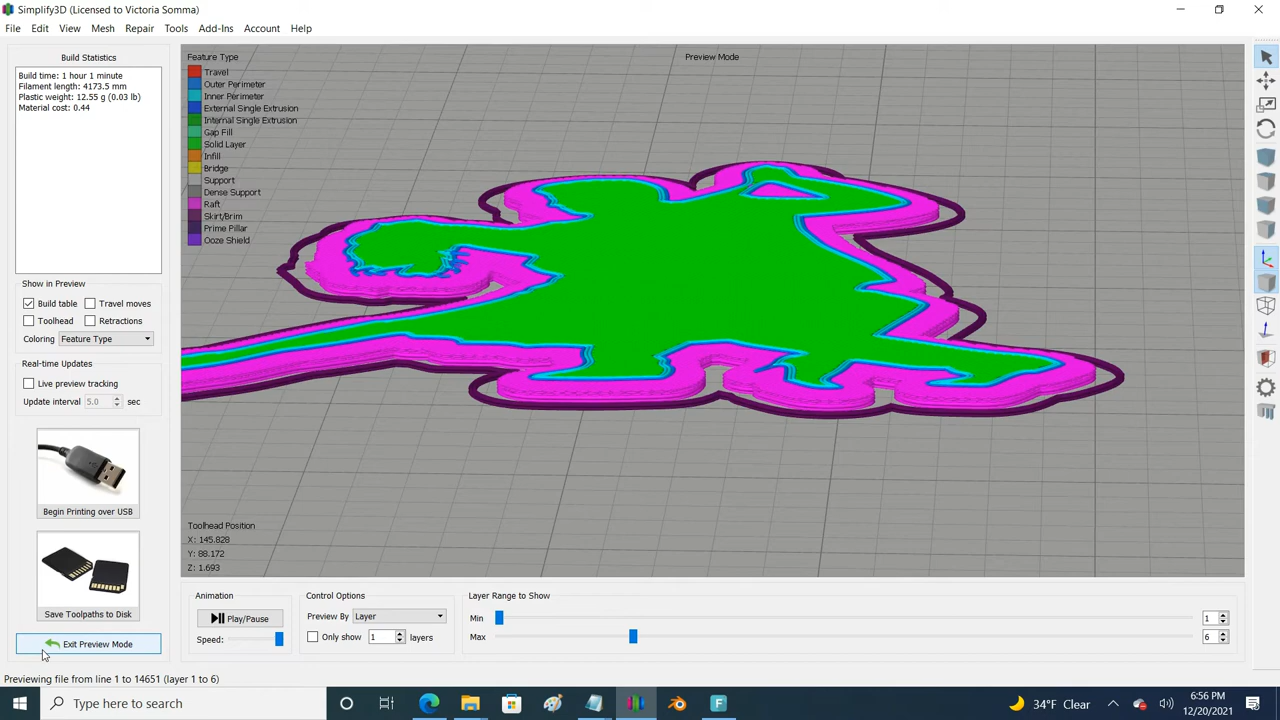 Simplify3D (Licensed to Victoria Somma)
File Edit View Mesh Repair Tools Add-Ins Account Help
Build Statistics
Build time: 1 hour 1 minute
Filament length: 4173.5 mm
Plastic weight: 12.55 g (0.03 lb)
Material cost: 0.44
Show in Preview
Build table Travel moves
Toolhead Retractions
Coloring Feature Type
Real-time Updates
Live preview tracking
Update interval 5.0 sec
Begin Printing over USB
Save Toolpaths to Disk
Exit Preview Mode
Feature Type
Travel
Outer Perimeter
Inner Perimeter
External Single Extrusion
Internal Single Extrusion
Gap Fill
Solid Layer
Infill
Bridge
Support
Dense Support
Raft
Skirt/Brim
Prime Pillar
Ooze Shield
Preview Mode
Toolhead Position
X: 145.828
Y: 88.172
Z: 1.693
Animation
Play/Pause
Speed:
Control Options
Preview By Layer
Only show 1 layers
Layer Range to Show
Min 1
Max 6
Previewing file from line 1 to 14651 (layer 1 to 6)
Type here to search
34°F Clear
6:56 PM
12/20/2021